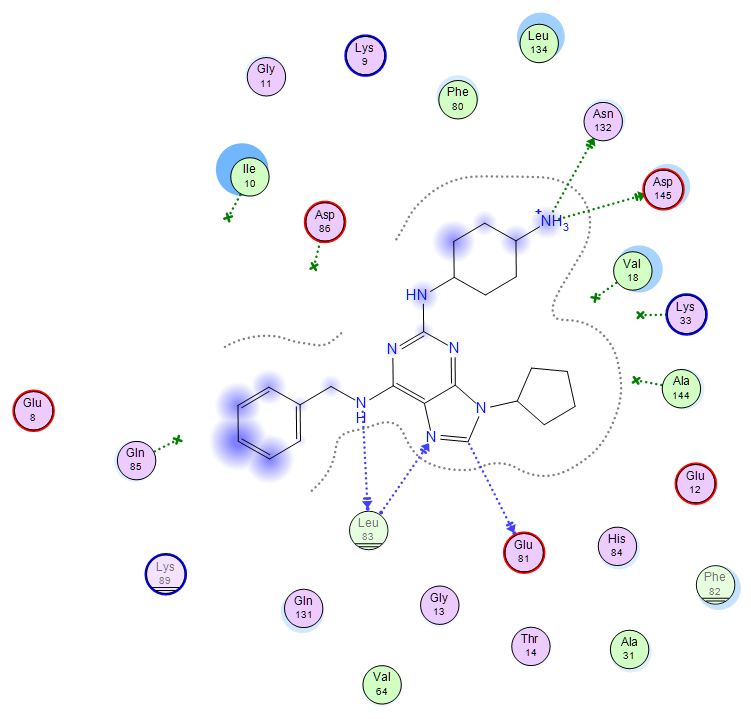 Leu
134
Lys
9
Gly
11
Phe
80
Asn
132
Ile
10
Asp
145
Asp
86
+
NH3
Val
18
HN
Lys
33
N
N
Ala
144
Glu
8
N
H
N
N
Gln
85
Glu
12
Leu
83
Glu
81
His
84
Lys
89
Phe
82
Gln
131
Gly
13
Thr
14
Ala
31
Val
64